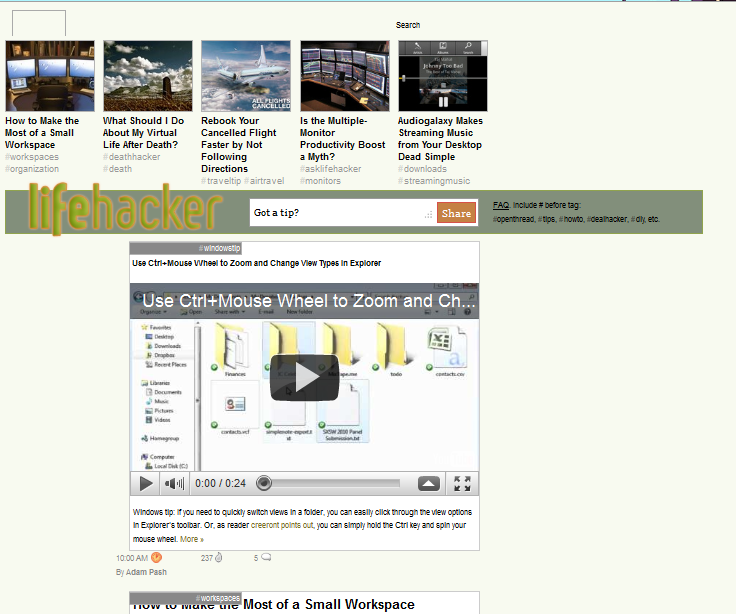 Search
How to Make the
Most of a Small
Workspace
#workspaces
#organization
What Should I Do
About My Virtual
Life After Death?
#deathhacker
#death
ALL FLIGHTS
CANCELLED
Rebook Your
Cancelled Flight
Faster by Not
Following
Directions
#traveltip #airtravel
Is the Multiple-
Monitor
Productivity Boost
a Myth?
#asklifehacker
#monitors
Johnny Too Bad
Audiogalaxy Makes
Streaming Music
from Your Desktop
Dead Simple
#downloads
#streamingmusic
lifehacker
Got a tip?
Share
FAQ. Include # before tag:
#openthread, #tips, #howto, #dealhacker, #diy, etc.
#windowstip
Use Ctrl+Mouse Wheel to Zoom and Change View Types in Explorer
Use Ctrl+Mouse Wheel to Zoom and Ch...
Organize
Open
Share with
E-mail
New folder
Favorites
Desktop
Downloads
Dropbox
Recent Places
Libraries
Documents
Music
Pictures
Videos
Homegroup
Computer
Local Disk (C:)
Finances
todo
contacts.csv
contacts.vcf
simplenote-export.t
xt
SXSW 2010 Panel
Submission.txt
0:00 / 0:24
Windows tip: If you need to quickly switch views in a folder, you can easily click through the view options
in Explorer's toolbar. Or, as reader creeront points out, you can simply hold the Ctrl key and spin your
mouse wheel. More »
10:00 AM
237
5
By Adam Pash
#workspaces
How to Make the Most of a Small Workspace